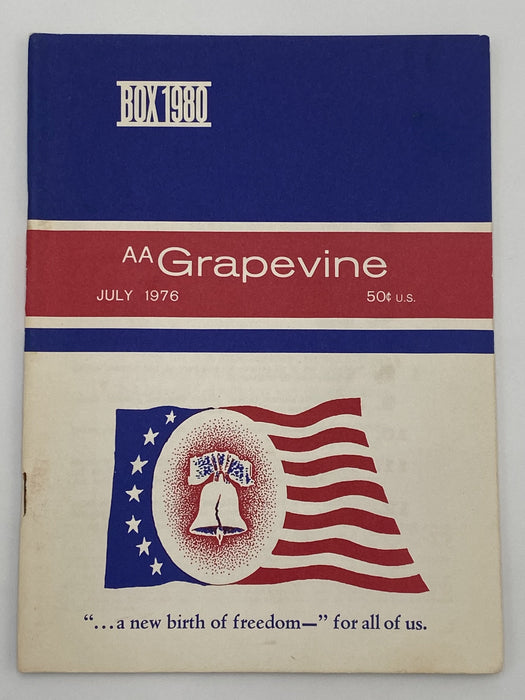 BOX 1980
AA Grapevine
JULY 1976 50¢ U.S.
“...a new birth of freedom—” for all of us.